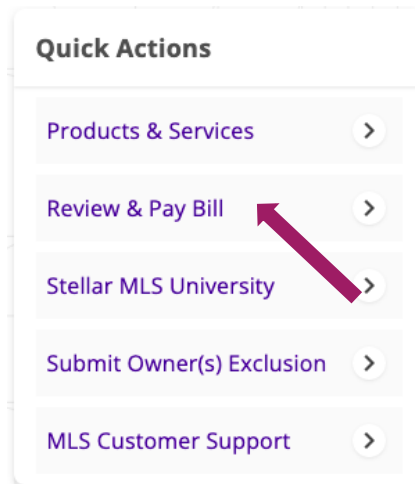 Quick Actions
Products & Services
Review & Pay Bill
Stellar MLS University
Submit Owner(s) Exclusion
MLS Customer Support